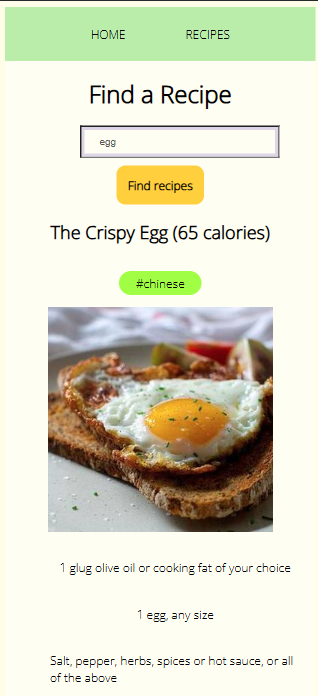 HOME RECIPES
Find a Recipe
egg
Find recipes
The Crispy Egg (65 calories)
#chinese
1 glug olive oil or cooking fat of your choice
1 egg, any size
Salt, pepper, herbs, spices or hot sauce, or all
of the above